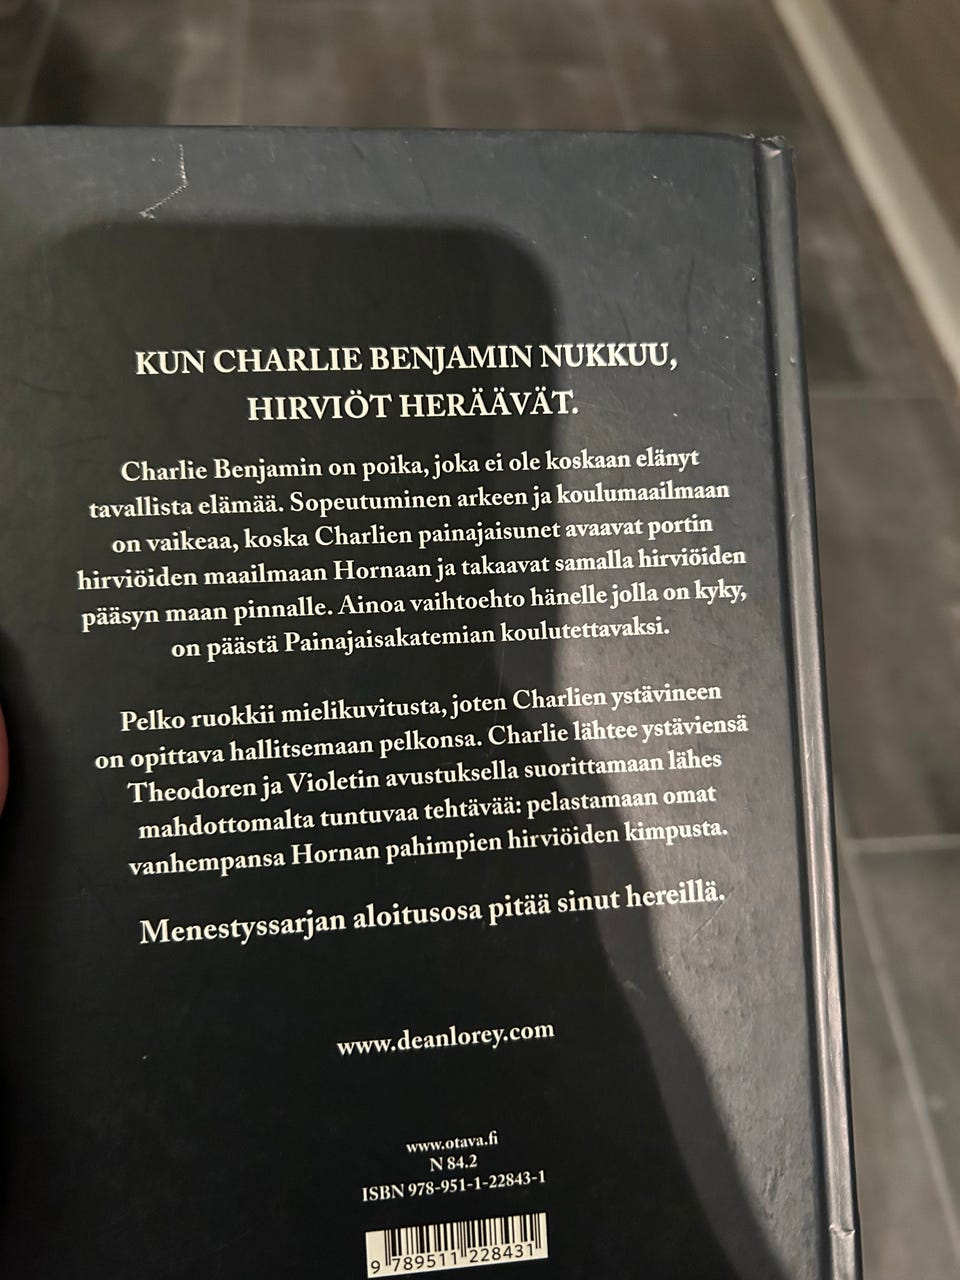 KUN CHARLIE BENJAMIN NUKKUU,
HIRVIÖT HERÄÄVÄT.
Charlie Benjamin on poika, joka ei ole koskaan elänyt
tavallista elämää. Sopeutuminen arkeen ja koulumaailmaan
on vaikeaa, koska Charlien painajaisunet avaavat portin
hirviöiden maailmaan Hornaan ja takaavat samalla hirviöiden
pääsyn maan pinnalle. Ainoa vaihtoehto hänelle jolla on kyky,
on päästä Painajaisakatemian koulutettavaksi.
Pelko ruokkii mielikuvitusta, joten Charlien ystävineen
on opittava hallitsemaan pelkonsa. Charlie lähtee ystäviensä
Theodoren ja Violetin avustuksella suorittamaan lähes
mahdottomalta tuntuvaa tehtävää: pelastamaan omat
vanhempansa Hornan pahimpien hirviöiden kimpusta.
Menestyssarjan aloitusosa pitää sinut hereillä.
www.deanlorey.com
www.otava.fi
N 84.2
ISBN 978-951-1-22843-1
9 789511 228431